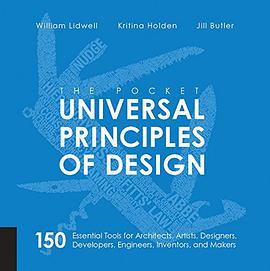 William Lidwell Kritina Holden Jill Butler
THE POCKET
UNIVERSAL
PRINCIPLES
OF DESIGN
NUDGE
150 Essential Tools for Architects, Artists, Designers,
Developers, Engineers, Inventors, and Makers